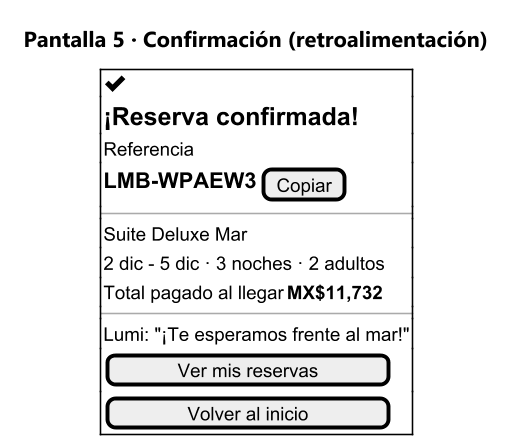 Pantalla 5 · Confirmación (retroalimentación)
¡Reserva confirmada!
Referencia
LMB-WPAEW3 Copiar
Suite Deluxe Mar
2 dic - 5 dic · 3 noches · 2 adultos
Total pagado al llegar MX$11,732
Lumi: "¡Te esperamos frente al mar!"
Ver mis reservas
Volver al inicio